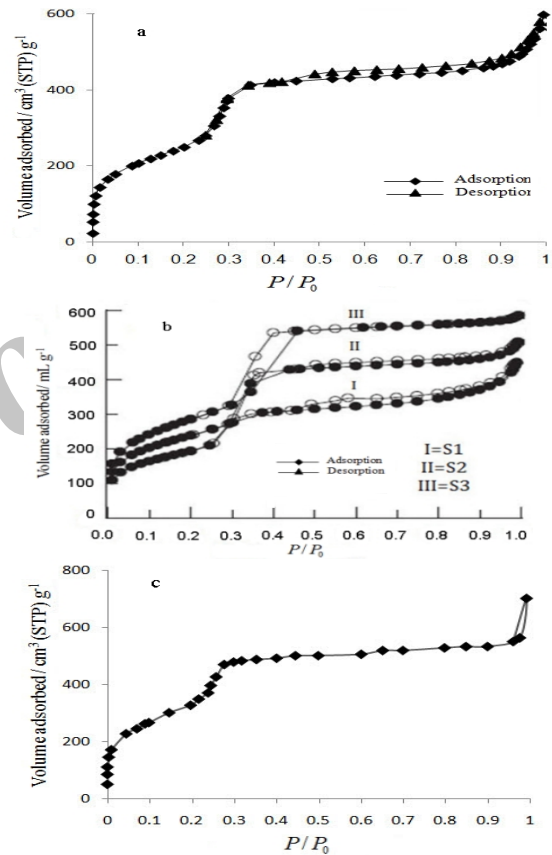 a
Volume adsorbed / cm³ (STP) g⁻¹
600
400
200
0
Adsorption
Desorption
0 0.1 0.2 0.3 0.4 0.5 0.6 0.7 0.8 0.9 1
P / P₀
b
Volume adsorbed / mL g⁻¹
600
500
400
300
200
100
0
III
II
I
Adsorption
Desorption
I=S1
II=S2
III=S3
0.0 0.1 0.2 0.3 0.4 0.5 0.6 0.7 0.8 0.9 1.0
P / P₀
c
Volume adsorbed / cm³ (STP) g⁻¹
800
600
400
200
0
0 0.1 0.2 0.3 0.4 0.5 0.6 0.7 0.8 0.9 1
P / P₀